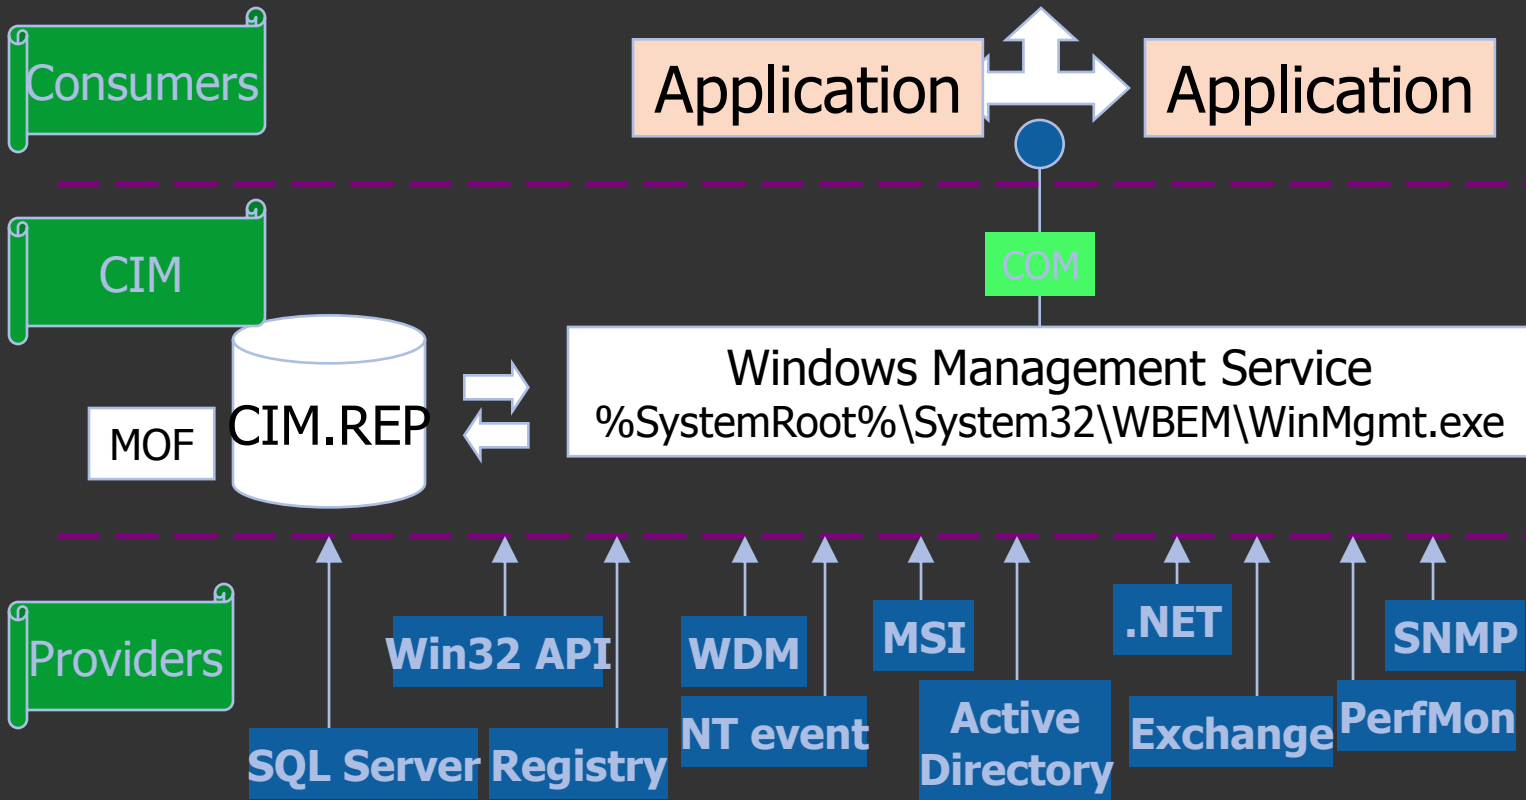 Consumers
Application
Application
CIM
COM
Windows Management Service
%SystemRoot%\System32\WBEM\WinMgmt.exe
CIM.REP
MOF
Providers
Win32 API
WDM
MSI
.NET
SNMP
SQL Server
Registry
NT event
Active
Directory
Exchange
PerfMon